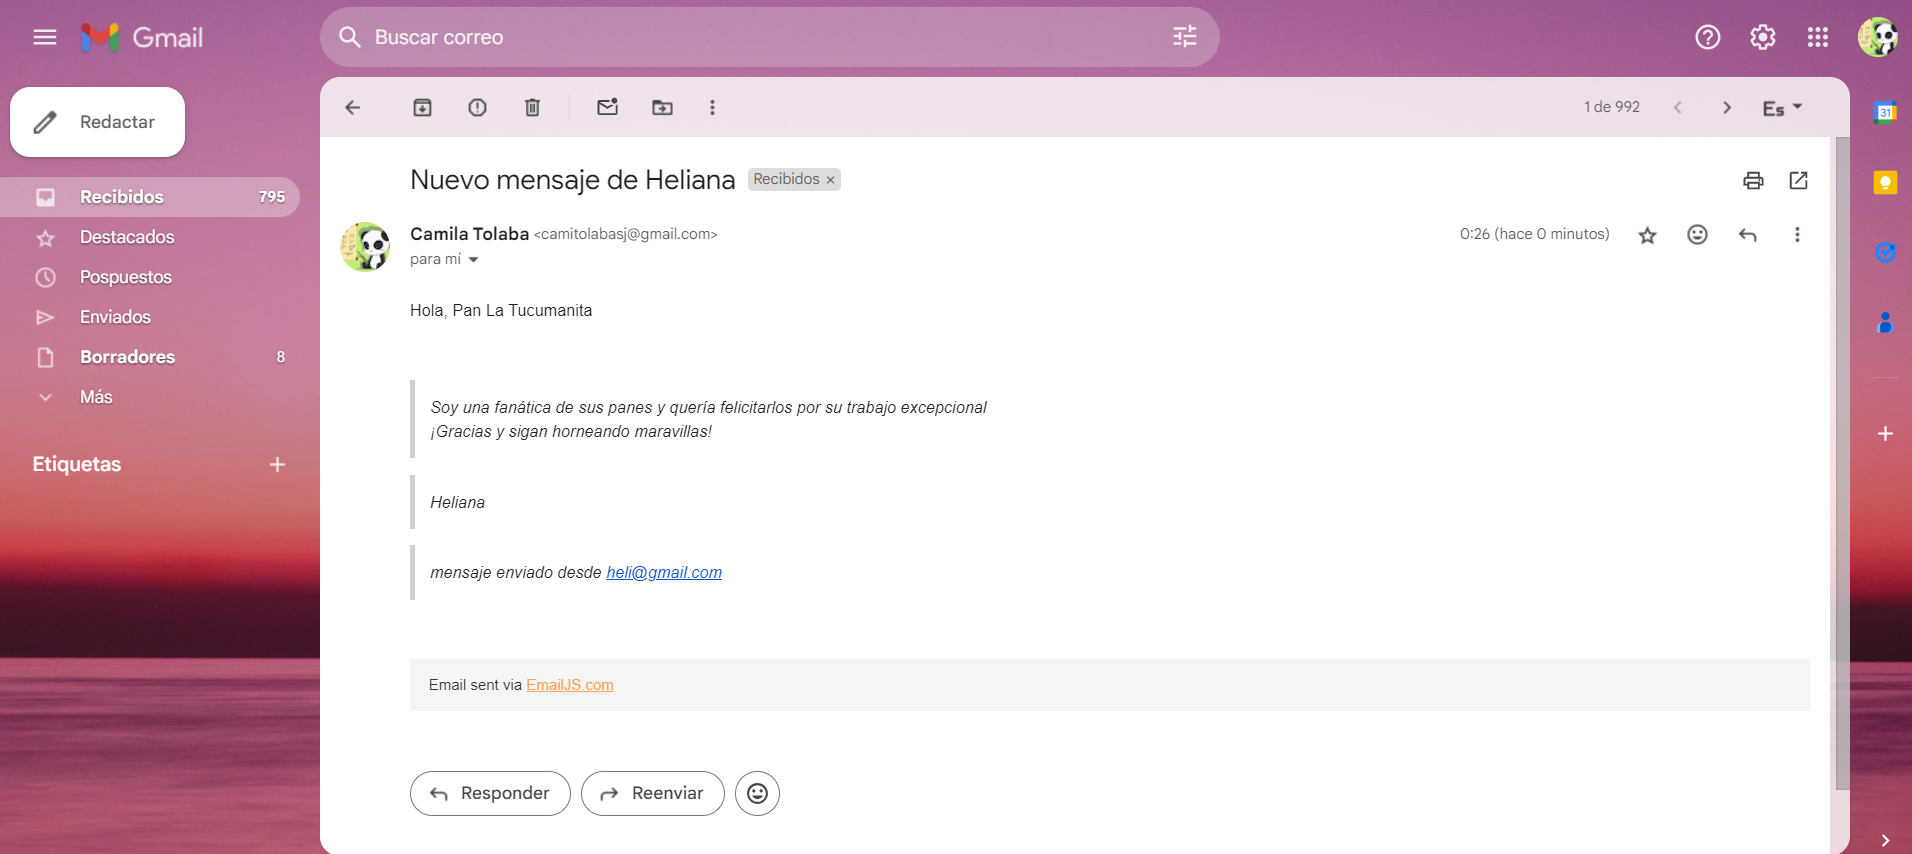 Gmail
Buscar correo
Redactar
1 de 992
Es
31
Recibidos 795
Destacados
Pospuestos
Enviados
Borradores 8
Más
Etiquetas
Nuevo mensaje de Heliana Recibidos ×
Camila Tolaba <camitolabasj@gmail.com> 0:26 (hace 0 minutos)
para mí
Hola, Pan La Tucumanita
Soy una fanática de sus panes y quería felicitarlos por su trabajo excepcional
¡Gracias y sigan horneando maravillas!
Heliana
mensaje enviado desde heli@gmail.com
Email sent via EmailJS.com
Responder
Reenviar